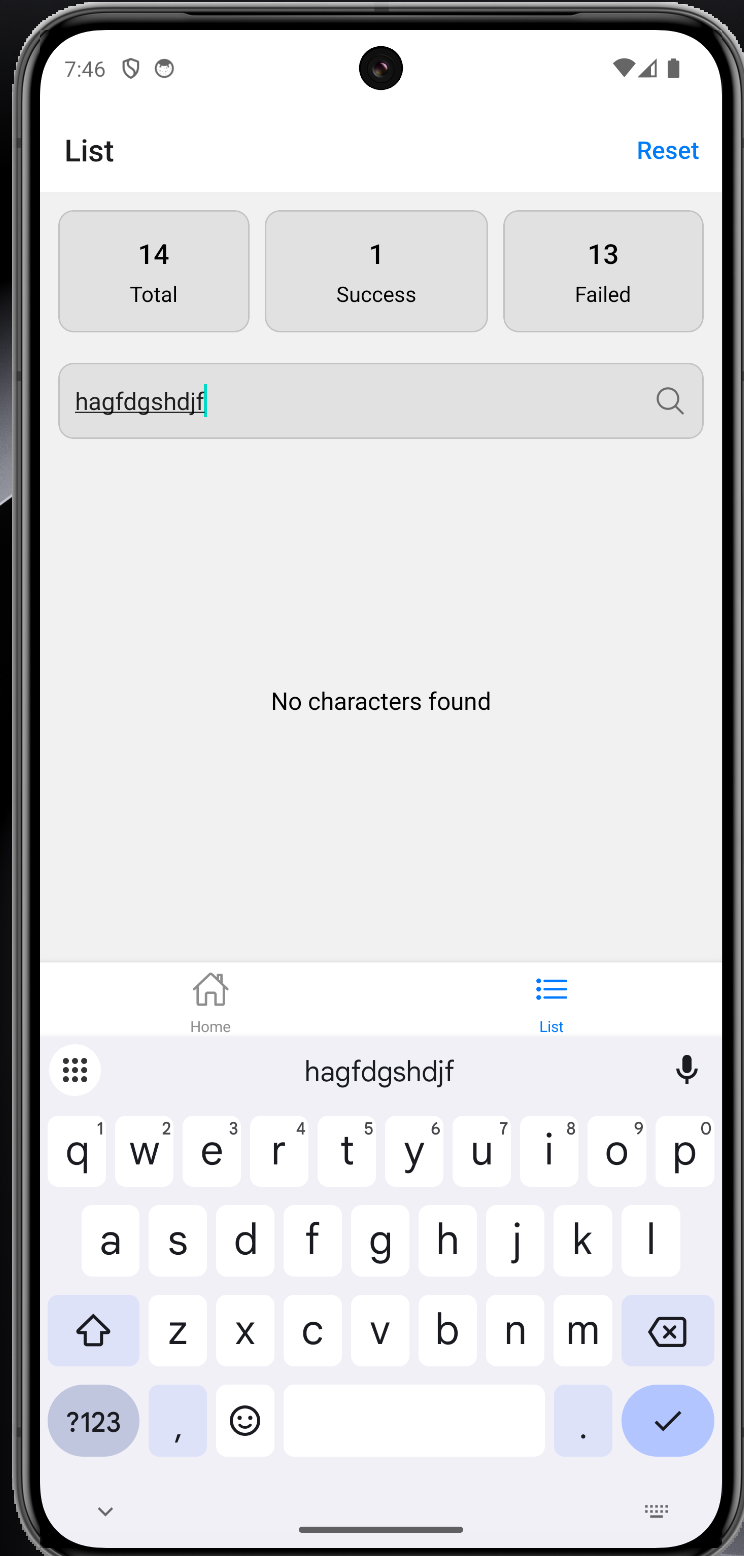 7:46
List Reset
14 1 13
Total Success Failed
hagfdgshdjf
No characters found
Home List
hagfdgshdjf
1 2 3 4 5 6 7 8 9 0
q w e r t y u i o p
a s d f g h j k l
z x c v b n m
?123 , .